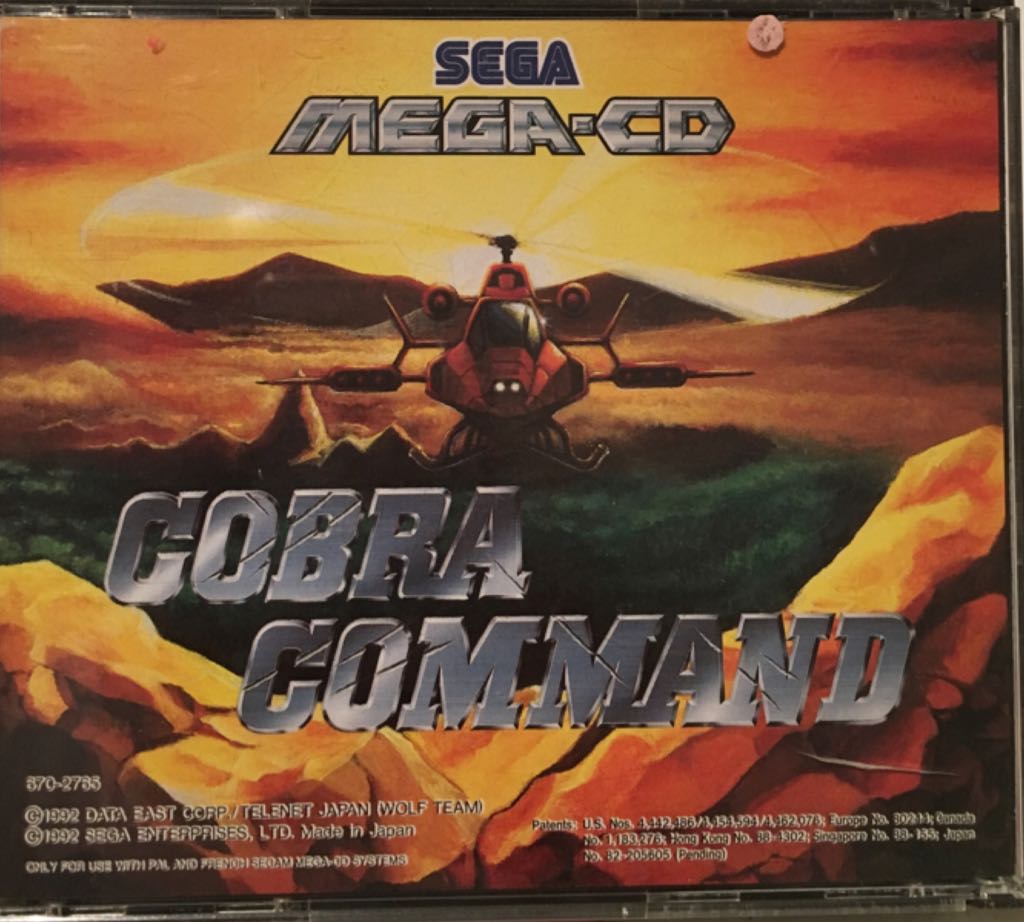 SEGA
MEGA-CD
COBRA
COMMAND
670-2765
©1992 DATA EAST CORP./TELENET JAPAN (WOLF TEAM)
©1992 SEGA ENTERPRISES, LTD. Made in Japan
ONLY FOR USE WITH PAL AND FRENCH SECAM MEGA-CD SYSTEMS
Patents: U.S. Nos. 4,442,486/4,454,594/4,462,076; Europe No. 80244; Canada
No. 1,183,276; Hong Kong No. 88-4302; Singapore No. 88-155; Japan
No. 82-205605 (Pending)